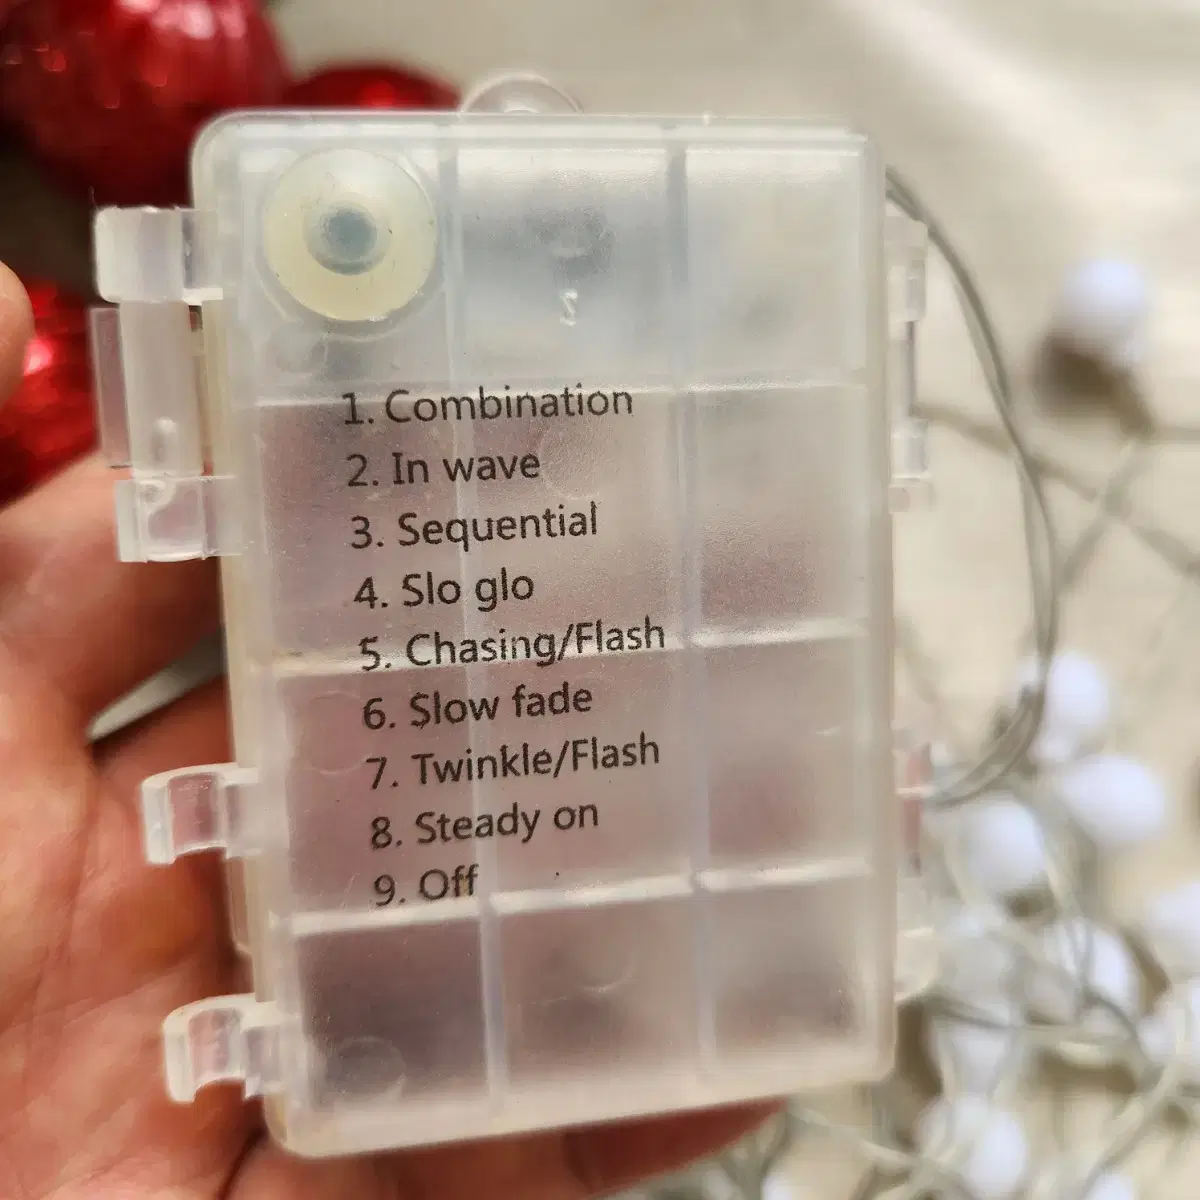 1. Combination
2. In wave
3. Sequential
4. Slo glo
5. Chasing/Flash
6. Slow fade
7. Twinkle/Flash
8. Steady on
9. Off